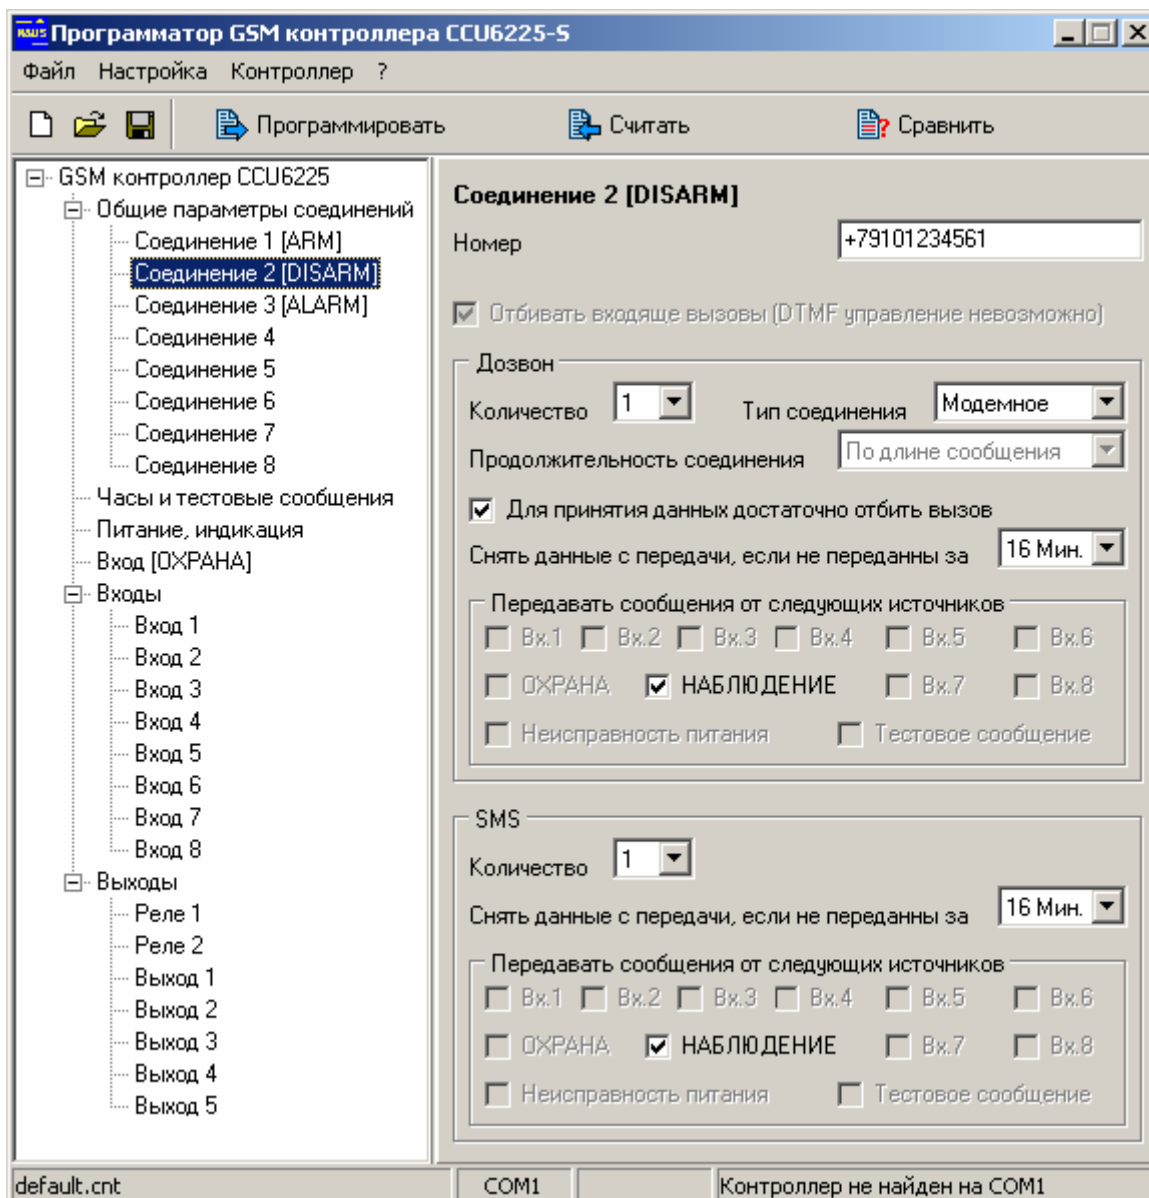 Программатор GSM контроллера CCU6225-S
Файл Настройка Контроллер ?
Программировать Считать Сравнить
GSM контроллер CCU6225
Общие параметры соединений
Соединение 1 [ARM]
Соединение 2 [DISARM]
Соединение 3 [ALARM]
Соединение 4
Соединение 5
Соединение 6
Соединение 7
Соединение 8
Часы и тестовые сообщения
Питание, индикация
Вход [ОХРАНА]
Входы
Вход 1
Вход 2
Вход 3
Вход 4
Вход 5
Вход 6
Вход 7
Вход 8
Выходы
Реле 1
Реле 2
Выход 1
Выход 2
Выход 3
Выход 4
Выход 5
Соединение 2 [DISARM]
Номер +79101234561
Отбивать входяще вызовы (DTMF управление невозможно)
Дозвон
Количество 1 Тип соединения Модемное
Продолжительность соединения По длине сообщения
Для принятия данных достаточно отбить вызов
Снять данные с передачи, если не переданны за 16 Мин.
Передавать сообщения от следующих источников
Вх.1 Вх.2 Вх.3 Вх.4 Вх.5 Вх.6
ОХРАНА НАБЛЮДЕНИЕ Вх.7 Вх.8
Неисправность питания Тестовое сообщение
SMS
Количество 1
Снять данные с передачи, если не переданны за 16 Мин.
Передавать сообщения от следующих источников
Вх.1 Вх.2 Вх.3 Вх.4 Вх.5 Вх.6
ОХРАНА НАБЛЮДЕНИЕ Вх.7 Вх.8
Неисправность питания Тестовое сообщение
default.cnt COM1 Контроллер не найден на COM1